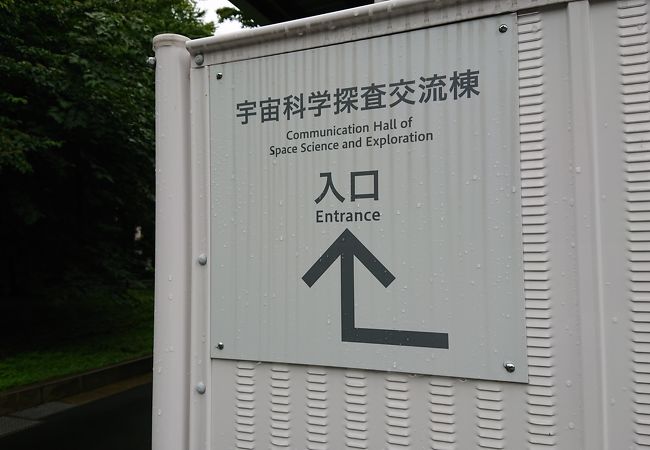 宇宙科学探査交流棟
Communication Hall of
Space Science and Exploration
入口
Entrance